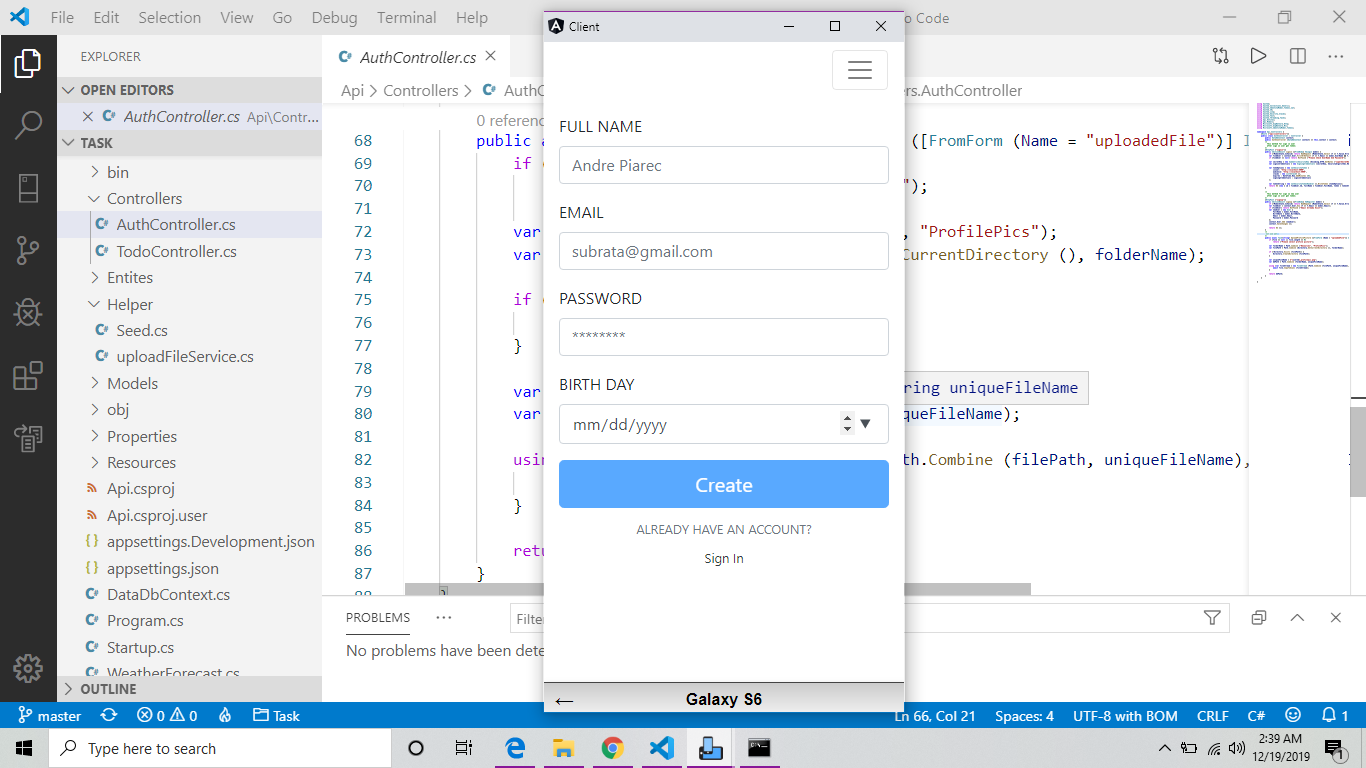 File Edit Selection View Go Debug Terminal Help
o Code
Client
EXPLORER
OPEN EDITORS
AuthController.cs Api\Contr...
TASK
bin
Controllers
AuthController.cs
TodoController.cs
Entites
Helper
Seed.cs
uploadFileService.cs
Models
obj
Properties
Resources
Api.csproj
Api.csproj.user
appsettings.Development.json
appsettings.json
DataDbContext.cs
Program.cs
Startup.cs
WeatherForecast.cs
OUTLINE
AuthController.cs
Api > Controllers >
ers.AuthController
0 referenc
68 public a ([FromForm (Name = "uploadedFile")] I
69 if
70 ");
71
72 var , "ProfilePics");
73 var CurrentDirectory (), folderName);
74
75 if
76
77 }
78
79 var ring uniqueFileName
80 var queFileName);
81
82 usin th.Combine (filePath, uniqueFileName),
83
84 }
85
86 retu
87 }
88 }
FULL NAME
Andre Piarec
EMAIL
subrata@gmail.com
PASSWORD
********
BIRTH DAY
mm/dd/yyyy
Create
ALREADY HAVE AN ACCOUNT?
Sign In
Galaxy S6
PROBLEMS ...
Filte
No problems have been dete
master 0 0 Task Ln 66, Col 21 Spaces: 4 UTF-8 with BOM CRLF C# 1
Type here to search
2:39 AM
12/19/2019
1